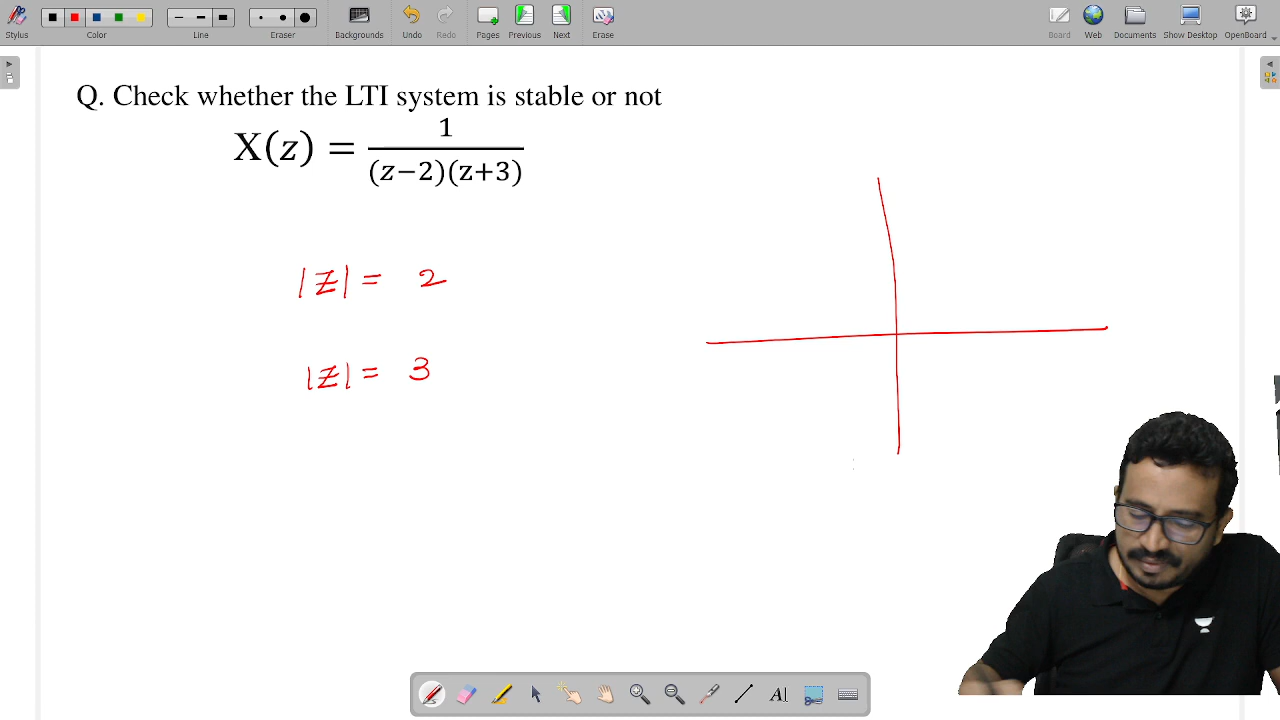 Stylus Color Line Eraser Backgrounds Undo Redo Pages Previous Next Erase Board Web Documents Show Desktop OpenBoard
Q. Check whether the LTI system is stable or not
X(z) = 1 / (z−2)(z+3)
|Z| = 2
|Z| = 3